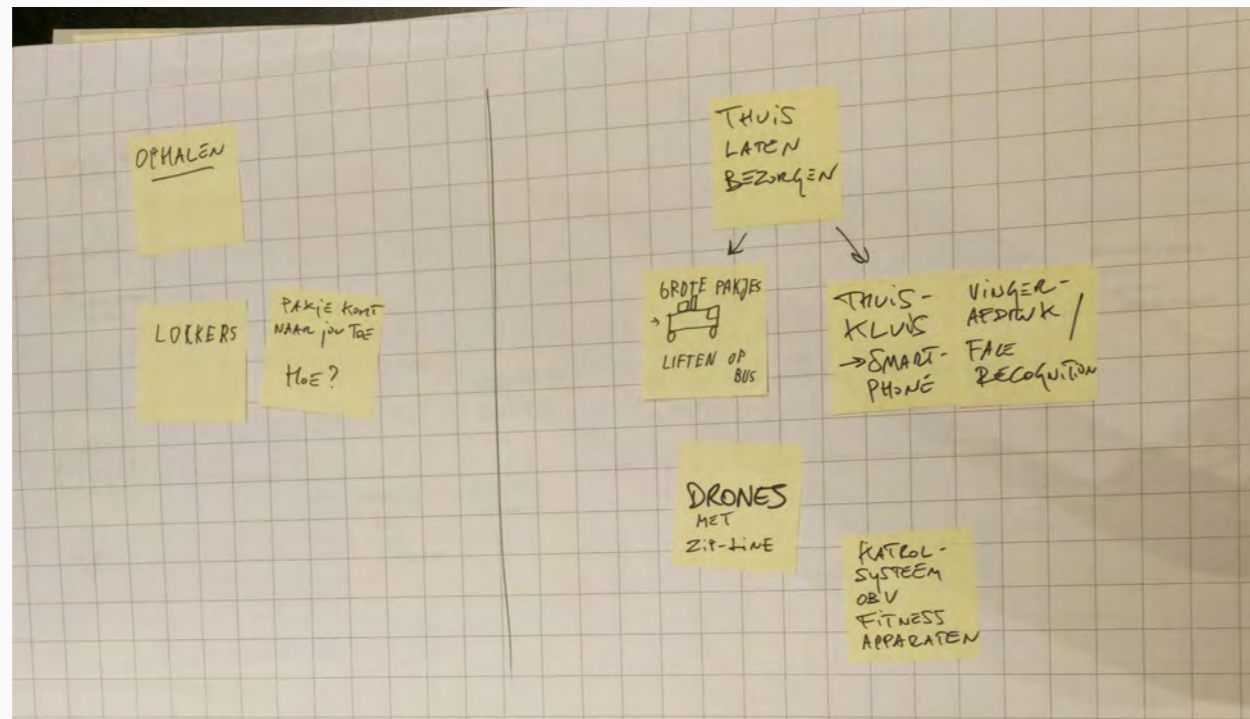 OPHALEN
LOCKERS
PAKJE KOMT
NAAR JOU TOE
HOE?
THUIS
LATEN
BEZORGEN
GROTE PAKJES
LIFTEN OP
BUS
THUIS-
KLUIS
→ SMART-
PHONE
VINGER-
AFDRUK /
FACE
RECOGNITION
DRONES
MET
ZIP-LINE
KATROL-
SYSTEEM
OBV
FITNESS
APPARATEN